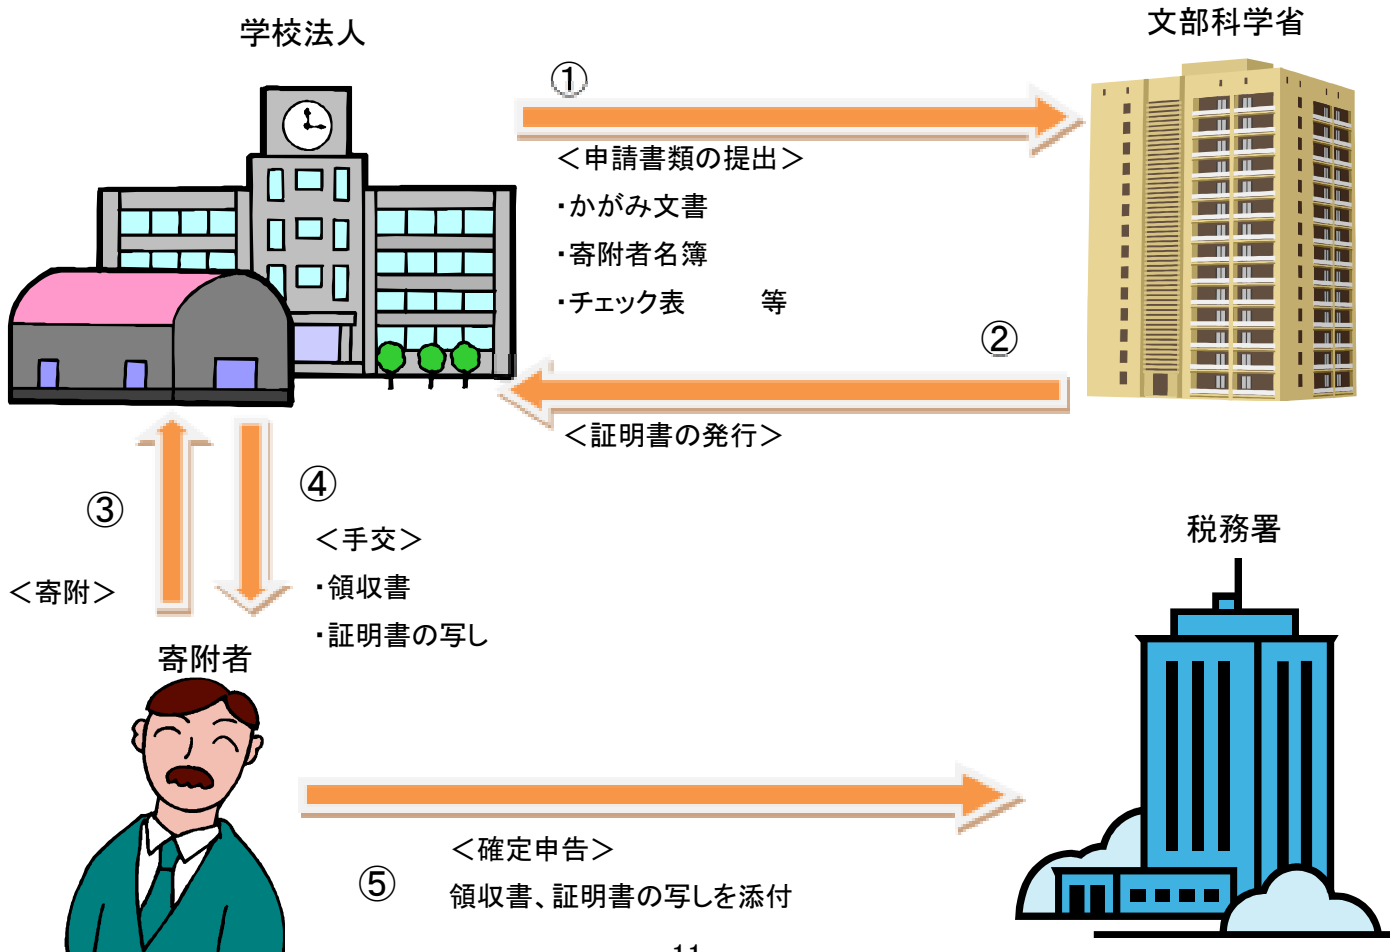 学校法人
文部科学省
①
＜申請書類の提出＞
・かがみ文書
・寄附者名簿
・チェック表　　等
②
＜証明書の発行＞
③
＜寄附＞
④
＜手交＞
・領収書
・証明書の写し
税務署
寄附者
⑤
＜確定申告＞
領収書、証明書の写しを添付
11